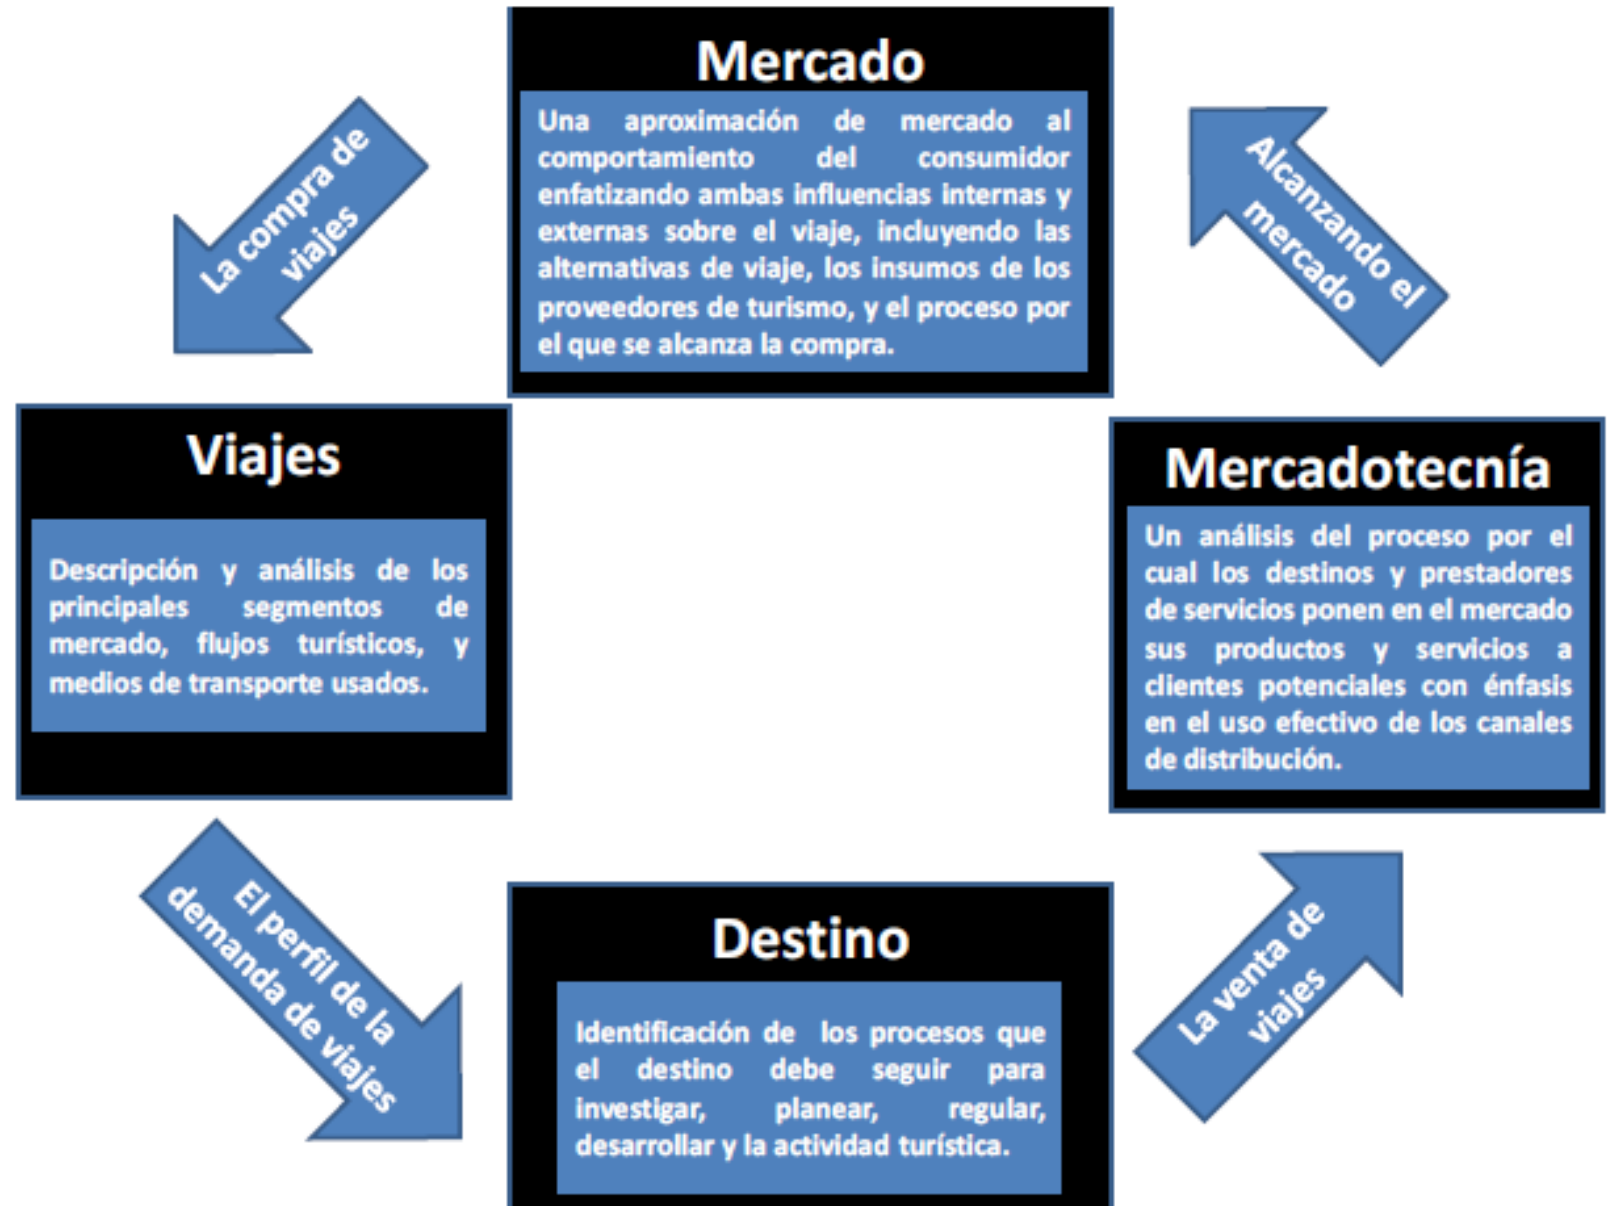 Mercado
Una aproximación de mercado al
comportamiento del consumidor
enfatizando ambas influencias internas y
externas sobre el viaje, incluyendo las
alternativas de viaje, los insumos de los
proveedores de turismo, y el proceso por
el que se alcanza la compra.
La compra de
viajes
Alcanzando el
mercado
Viajes
Descripción y análisis de los
principales segmentos de
mercado, flujos turísticos, y
medios de transporte usados.
Mercadotecnía
Un análisis del proceso por el
cual los destinos y prestadores
de servicios ponen en el mercado
sus productos y servicios a
clientes potenciales con énfasis
en el uso efectivo de los canales
de distribución.
El perfil de la
demanda de viajes
Destino
Identificación de los procesos que
el destino debe seguir para
investigar, planear, regular,
desarrollar y la actividad turística.
La venta de
viajes